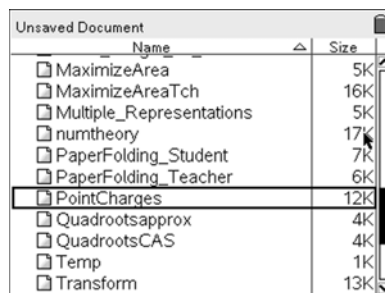 Unsaved Document
Name Size
MaximizeArea 5K
MaximizeAreaTch 16K
Multiple_Representations 5K
numtheory 17K
PaperFolding_Student 7K
PaperFolding_Teacher 6K
PointCharges 12K
Quadrootsapprox 4K
QuadrootsCAS 4K
Temp 1K
Transform 13K